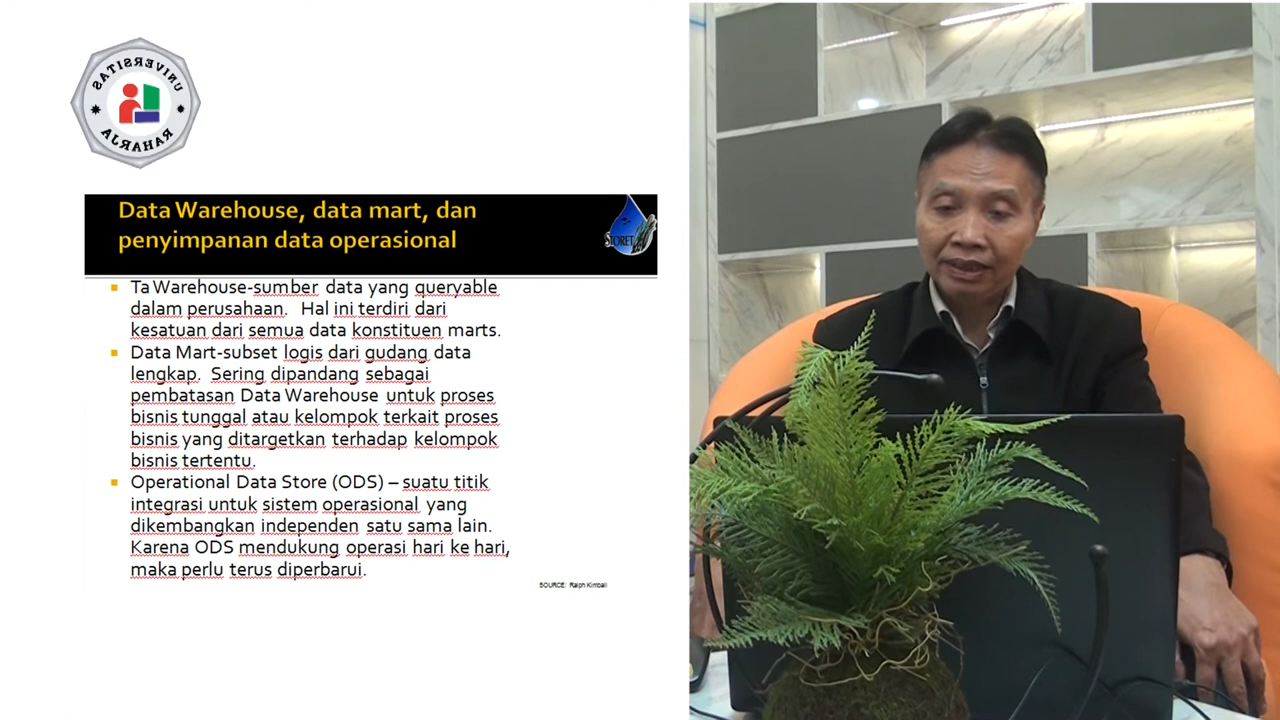 UNIVERSITAS
RAHARJA
Data Warehouse, data mart, dan
penyimpanan data operasional
STORET
Ta Warehouse-sumber data yang queryable
dalam perusahaan. Hal ini terdiri dari
kesatuan dari semua data konstituen marts.
Data Mart-subset logis dari gudang data
lengkap. Sering dipandang sebagai
pembatasan Data Warehouse untuk proses
bisnis tunggal atau kelompok terkait proses
bisnis yang ditargetkan terhadap kelompok
bisnis tertentu.
Operational Data Store (ODS) – suatu titik
integrasi untuk sistem operasional yang
dikembangkan independen satu sama lain.
Karena ODS mendukung operasi hari ke hari,
maka perlu terus diperbarui.
SOURCE: Ralph Kimball